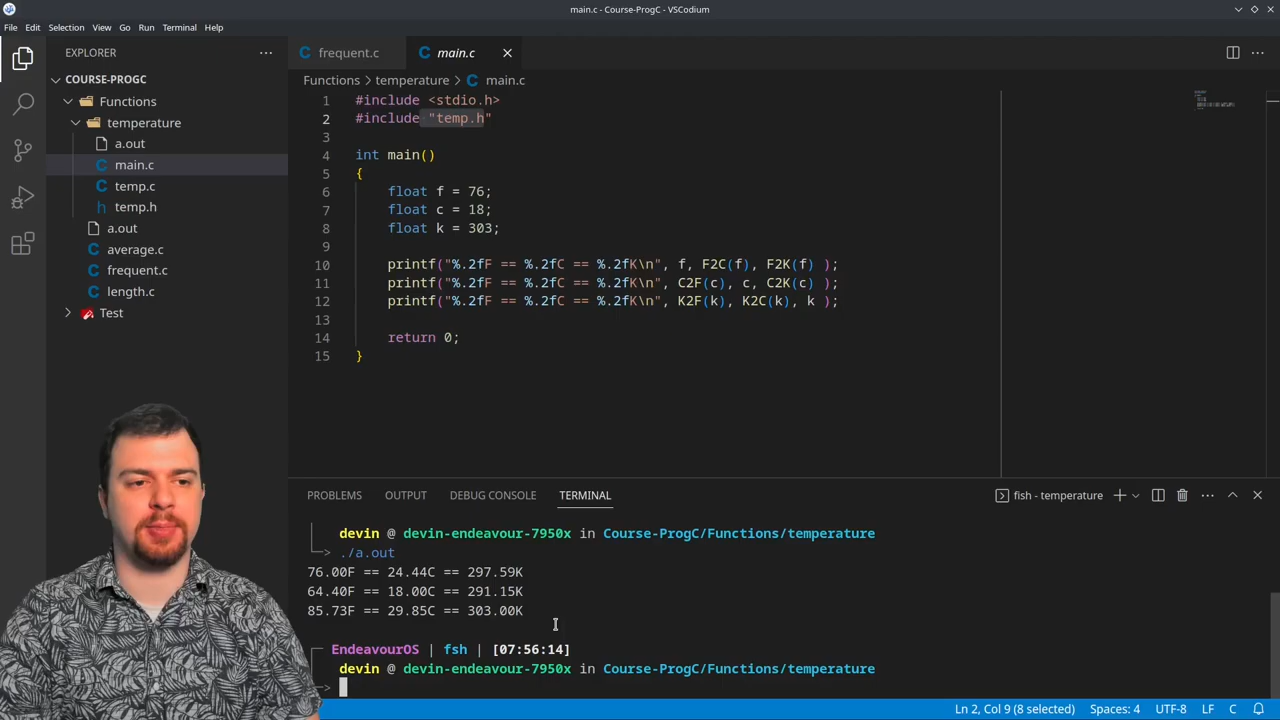 main.c - Course-ProgC - VSCodium
File Edit Selection View Go Run Terminal Help
EXPLORER
COURSE-PROGC
Functions
temperature
a.out
main.c
temp.c
temp.h
a.out
average.c
frequent.c
length.c
Test
frequent.c main.c
Functions > temperature > main.c
1 #include <stdio.h>
2 #include "temp.h"
3
4 int main()
5 {
6 float f = 76;
7 float c = 18;
8 float k = 303;
9
10 printf("%.2fF == %.2fC == %.2fK\n", f, F2C(f), F2K(f) );
11 printf("%.2fF == %.2fC == %.2fK\n", C2F(c), c, C2K(c) );
12 printf("%.2fF == %.2fC == %.2fK\n", K2F(k), K2C(k), k );
13
14 return 0;
15 }
PROBLEMS OUTPUT DEBUG CONSOLE TERMINAL
fish - temperature
devin @ devin-endeavour-7950x in Course-ProgC/Functions/temperature
./a.out
76.00F == 24.44C == 297.59K
64.40F == 18.00C == 291.15K
85.73F == 29.85C == 303.00K
EndeavourOS | fsh | [07:56:14]
devin @ devin-endeavour-7950x in Course-ProgC/Functions/temperature
Ln 2, Col 9 (8 selected) Spaces: 4 UTF-8 LF C